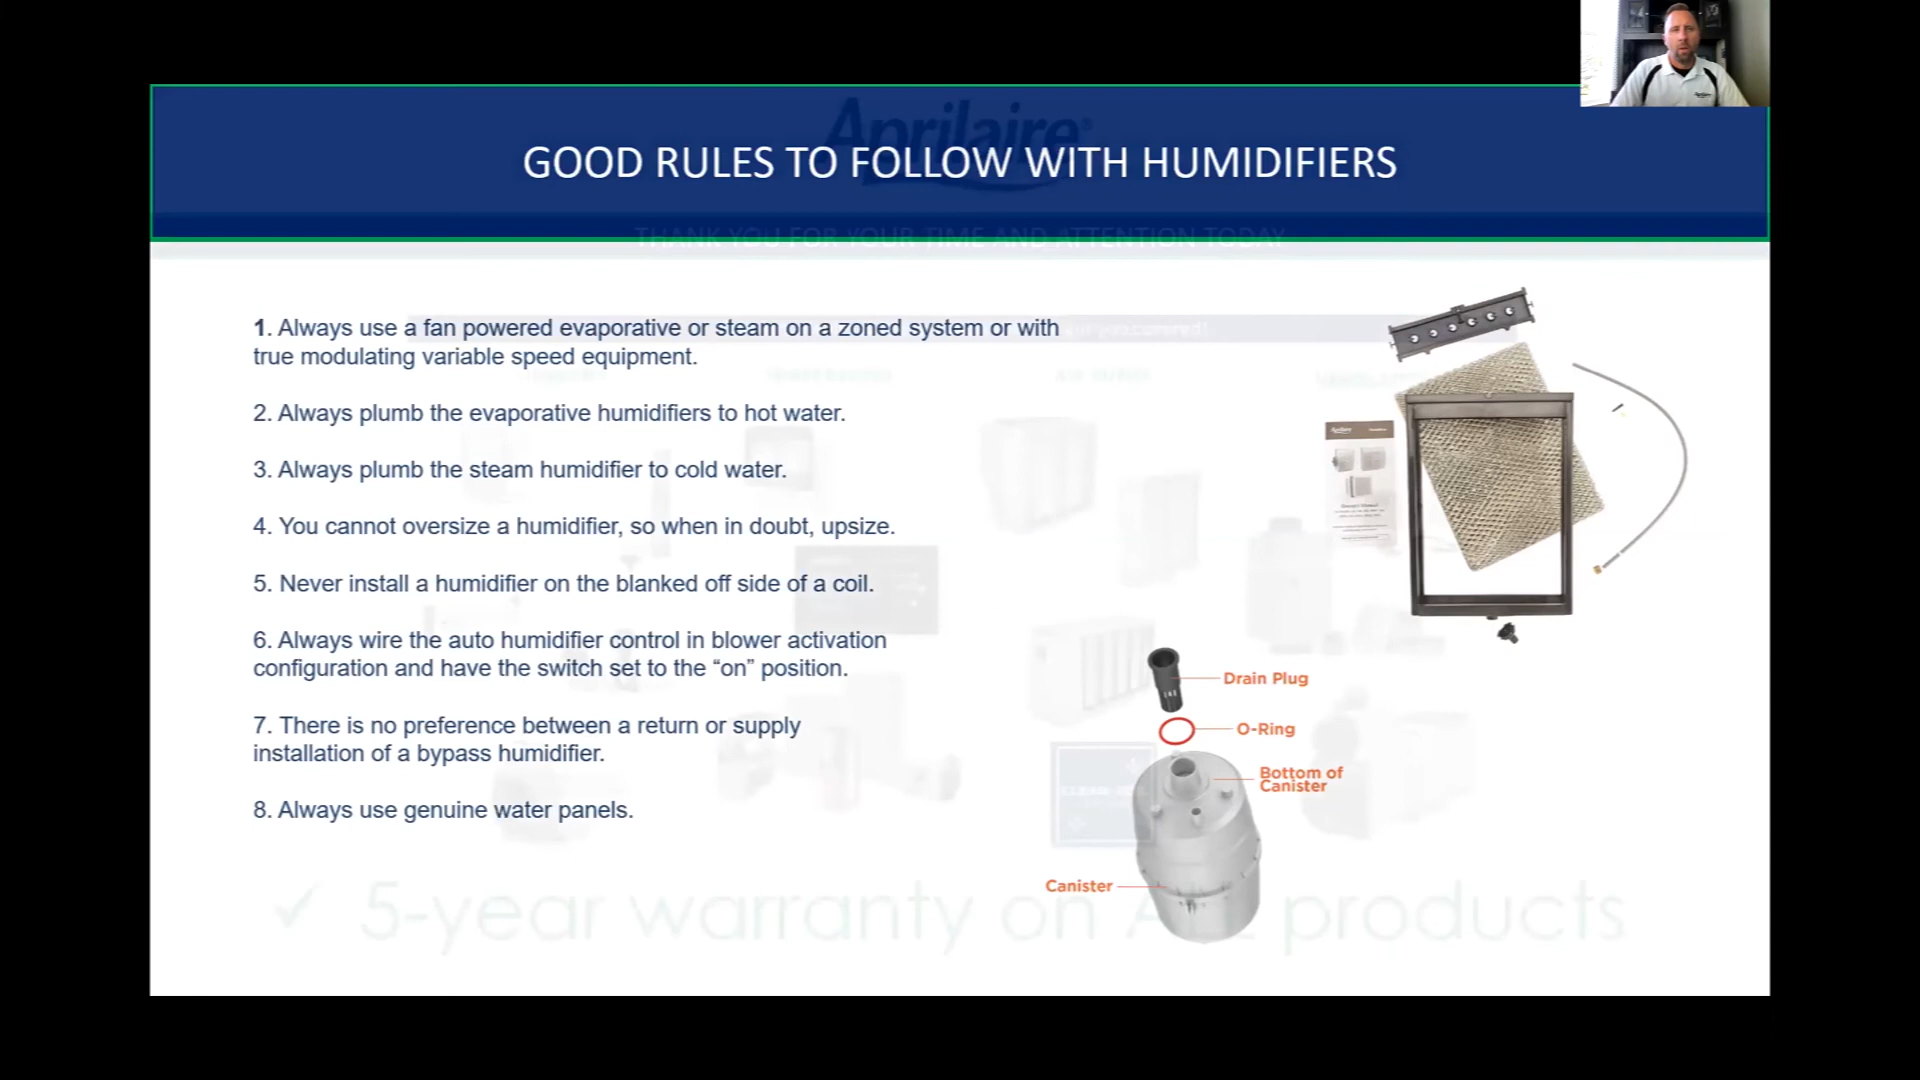 Aprilaire
GOOD RULES TO FOLLOW WITH HUMIDIFIERS
THANK YOU FOR YOUR TIME AND ATTENTION TODAY
1. Always use a fan powered evaporative or steam on a zoned system or with
true modulating variable speed equipment.
2. Always plumb the evaporative humidifiers to hot water.
3. Always plumb the steam humidifier to cold water.
4. You cannot oversize a humidifier, so when in doubt, upsize.
5. Never install a humidifier on the blanked off side of a coil.
6. Always wire the auto humidifier control in blower activation
configuration and have the switch set to the “on” position.
7. There is no preference between a return or supply
installation of a bypass humidifier.
8. Always use genuine water panels.
Drain Plug
O-Ring
Bottom of
Canister
Canister
✓ 5-year warranty on ALL products